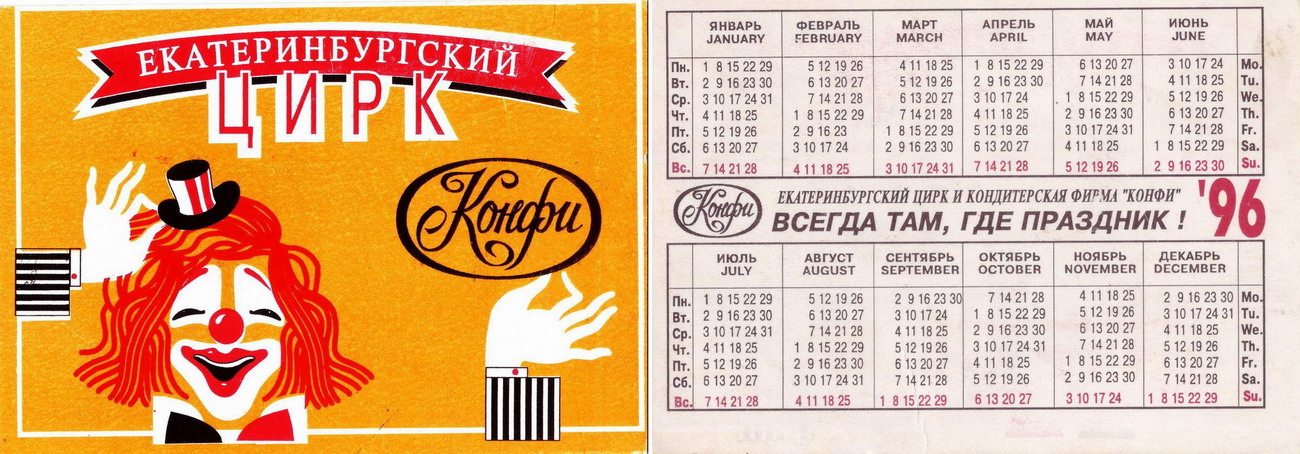 ЕКАТЕРИНБУРГСКИЙ
ЦИРК
Конфи
ЯНВАРЬ ФЕВРАЛЬ МАРТ АПРЕЛЬ МАЙ ИЮНЬ
JANUARY FEBRUARY MARCH APRIL MAY JUNE
Пн. 1 8 15 22 29 5 12 19 26 4 11 18 25 1 8 15 22 29 6 13 20 27 3 10 17 24 Mo.
Вт. 2 9 16 23 30 6 13 20 27 5 12 19 26 2 9 16 23 30 7 14 21 28 4 11 18 25 Tu.
Ср. 3 10 17 24 31 7 14 21 28 6 13 20 27 3 10 17 24 1 8 15 22 29 5 12 19 26 We.
Чт. 4 11 18 25 1 8 15 22 29 7 14 21 28 4 11 18 25 2 9 16 23 30 6 13 20 27 Th.
Пт. 5 12 19 26 2 9 16 23 1 8 15 22 29 5 12 19 26 3 10 17 24 31 7 14 21 28 Fr.
Сб. 6 13 20 27 3 10 17 24 2 9 16 23 30 6 13 20 27 4 11 18 25 1 8 15 22 29 Sa.
Вс. 7 14 21 28 4 11 18 25 3 10 17 24 31 7 14 21 28 5 12 19 26 2 9 16 23 30 Su.
Конфи
ЕКАТЕРИНБУРГСКИЙ ЦИРК И КОНДИТЕРСКАЯ ФИРМА "КОНФИ"
ВСЕГДА ТАМ, ГДЕ ПРАЗДНИК !
'96
ИЮЛЬ АВГУСТ СЕНТЯБРЬ ОКТЯБРЬ НОЯБРЬ ДЕКАБРЬ
JULY AUGUST SEPTEMBER OCTOBER NOVEMBER DECEMBER
Пн. 1 8 15 22 29 5 12 19 26 2 9 16 23 30 7 14 21 28 4 11 18 25 2 9 16 23 30 Mo.
Вт. 2 9 16 23 30 6 13 20 27 3 10 17 24 1 8 15 22 29 5 12 19 26 3 10 17 24 31 Tu.
Ср. 3 10 17 24 31 7 14 21 28 4 11 18 25 2 9 16 23 30 6 13 20 27 4 11 18 25 We.
Чт. 4 11 18 25 1 8 15 22 29 5 12 19 26 3 10 17 24 31 7 14 21 28 5 12 19 26 Th.
Пт. 5 12 19 26 2 9 16 23 30 6 13 20 27 4 11 18 25 1 8 15 22 29 6 13 20 27 Fr.
Сб. 6 13 20 27 3 10 17 24 31 7 14 21 28 5 12 19 26 2 9 16 23 30 7 14 21 28 Sa.
Вс. 7 14 21 28 4 11 18 25 1 8 15 22 29 6 13 20 27 3 10 17 24 1 8 15 22 29 Su.